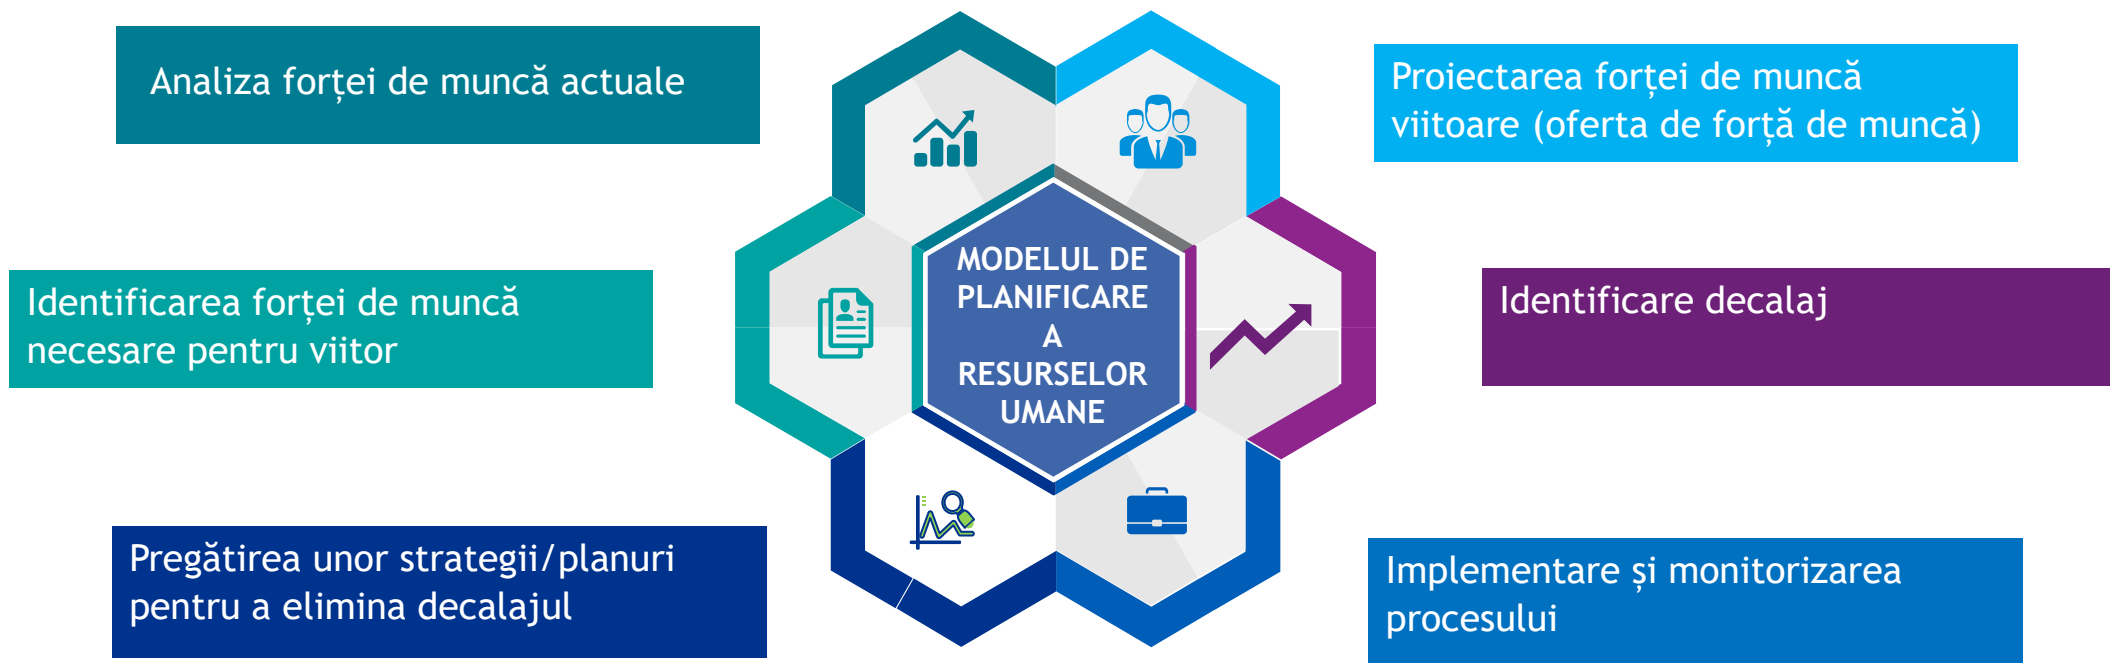 Analiza forței de muncă actuale
Proiectarea forței de muncă
viitoare (oferta de forță de muncă)
Identificarea forței de muncă
necesare pentru viitor
MODELUL DE
PLANIFICARE
A
RESURSELOR
UMANE
Identificare decalaj
Pregătirea unor strategii/planuri
pentru a elimina decalajul
Implementare și monitorizarea
procesului